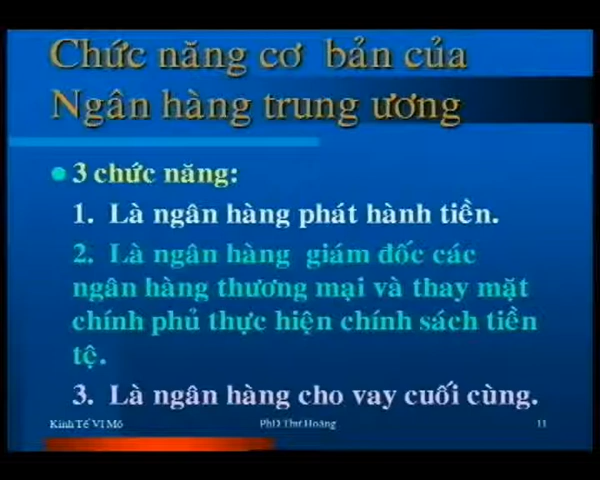 Chức năng cơ bản của
Ngân hàng trung ương
3 chức năng:
1. Là ngân hàng phát hành tiền.
2. Là ngân hàng giám đốc các
ngân hàng thương mại và thay mặt
chính phủ thực hiện chính sách tiền
tệ.
3. Là ngân hàng cho vay cuối cùng.
Kinh Tế Vĩ Mô PhD Thư Hoàng 11